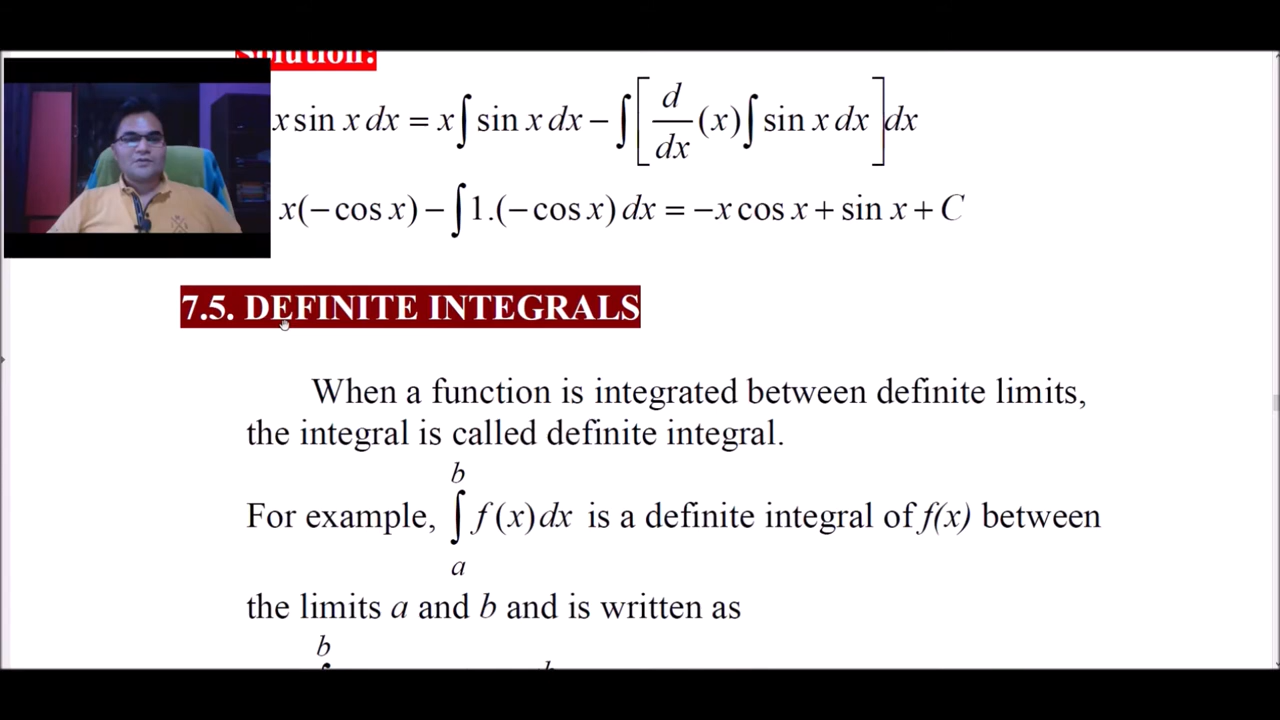 Solution:
x sin x dx = x∫ sin x dx − ∫[d/dx (x)∫ sin x dx]dx
x(− cos x) − ∫1.(− cos x) dx = −x cos x + sin x + C
7.5. DEFINITE INTEGRALS
When a function is integrated between definite limits,
the integral is called definite integral.
For example, ∫_a^b f(x)dx is a definite integral of f(x) between
the limits a and b and is written as
b